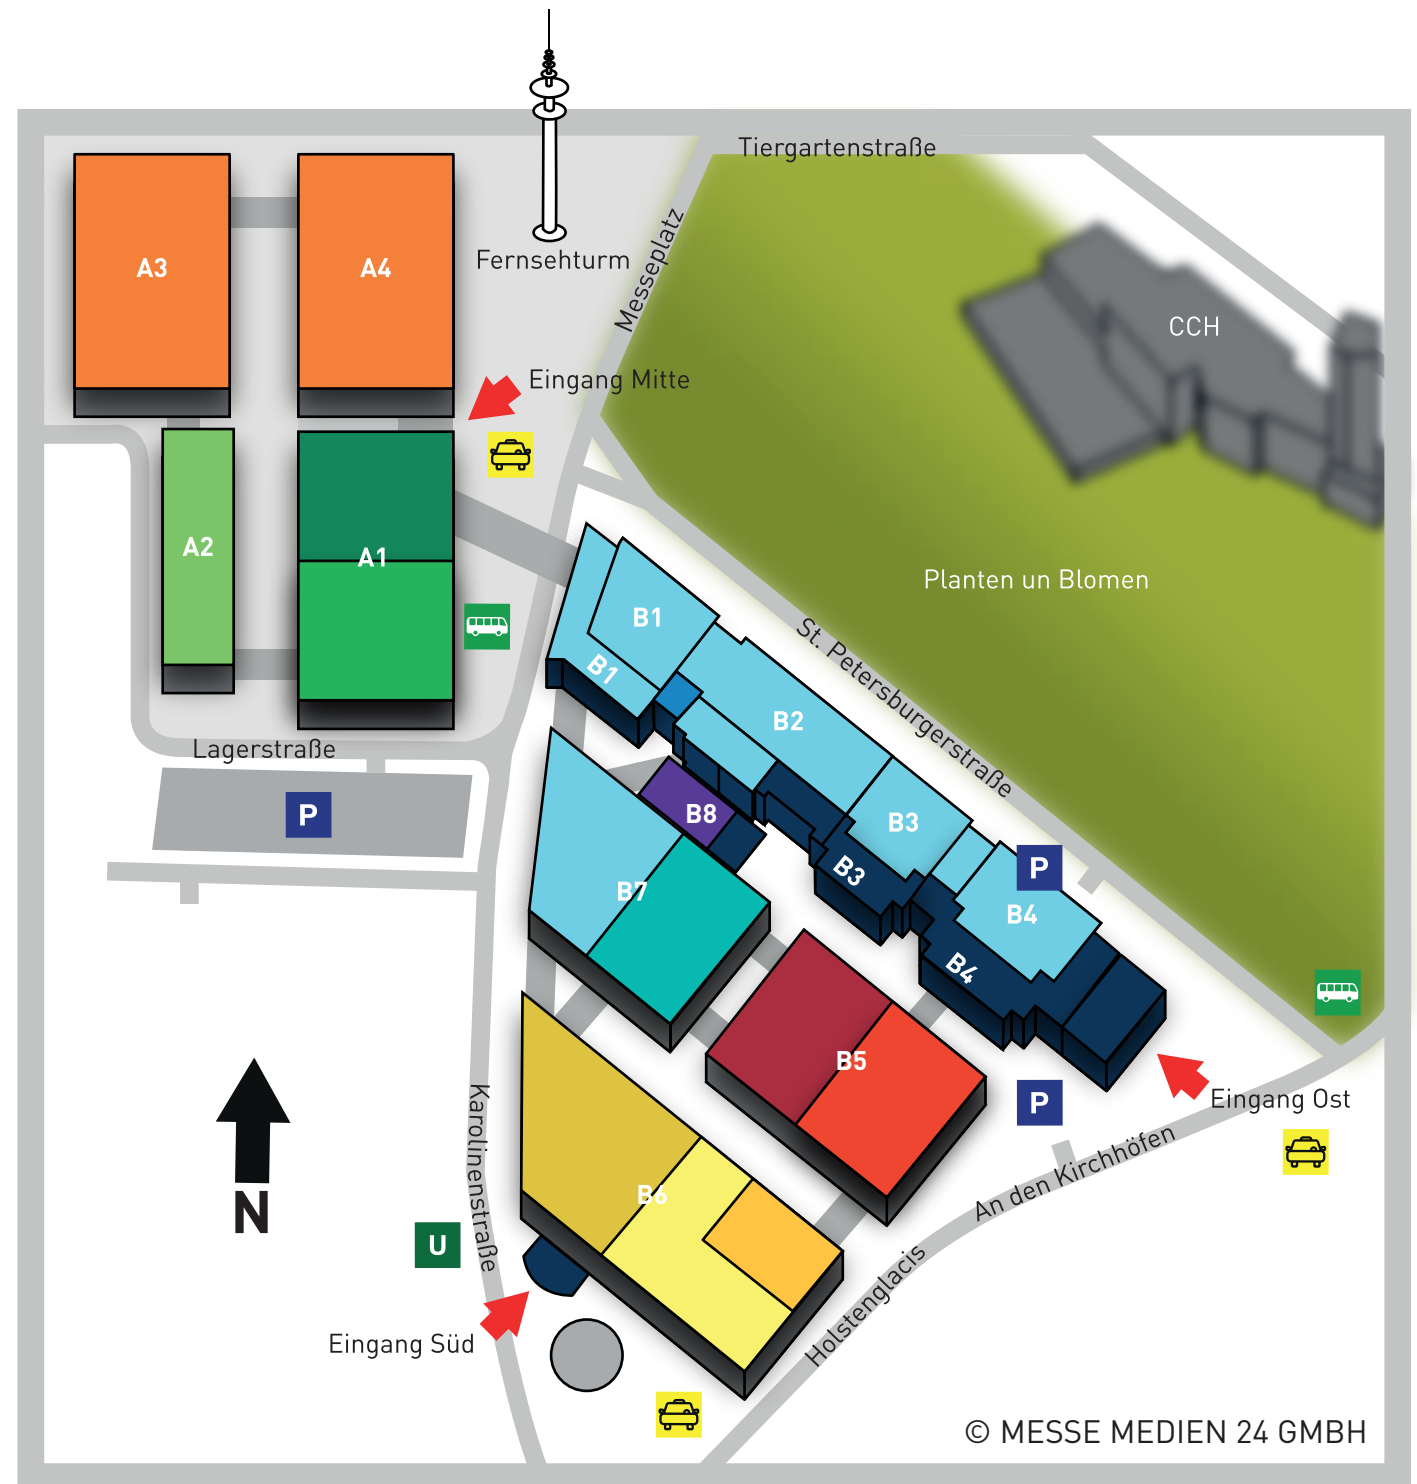 Tiergartenstraße
A3
A4
Fernsehturm
Messeplatz
CCH
Eingang Mitte
A2
A1
Planten un Blomen
B1
B1
B2
St. Petersburgerstraße
Lagerstraße
P
B8
B3
B3
P
B7
B4
B4
B5
P
Eingang Ost
Karolinenstraße
An den Kirchhöfen
N
B6
U
Holstenglacis
Eingang Süd
© MESSE MEDIEN 24 GMBH